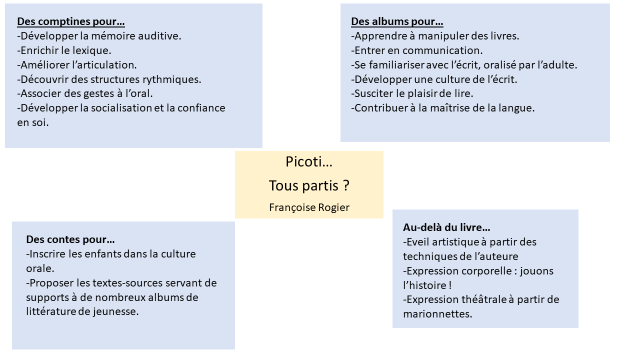 Des comptines pour…
-Développer la mémoire auditive.
-Enrichir le lexique.
-Améliorer l’articulation.
-Découvrir des structures rythmiques.
-Associer des gestes à l’oral.
-Développer la socialisation et la confiance
en soi.
Des albums pour…
-Apprendre à manipuler des livres.
-Entrer en communication.
-Se familiariser avec l’écrit, oralisé par l’adulte.
-Développer une culture de l’écrit.
-Susciter le plaisir de lire.
-Contribuer à la maîtrise de la langue.
Picoti…
Tous partis ?
Françoise Rogier
Des contes pour…
-Inscrire les enfants dans la culture
orale.
-Proposer les textes-sources servant de
supports à de nombreux albums de
littérature de jeunesse.
Au-delà du livre…
-Eveil artistique à partir des
techniques de l’auteure
-Expression corporelle : jouons
l’histoire !
-Expression théâtrale à partir de
marionnettes.